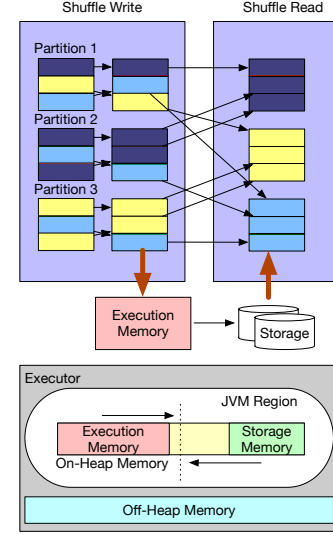 Shuffle Write
Shuffle Read
Partition 1
Partition 2
Partition 3
Execution
Memory
Storage
Executor
JVM Region
Execution
Memory
Storage
Memory
On-Heap Memory
Off-Heap Memory